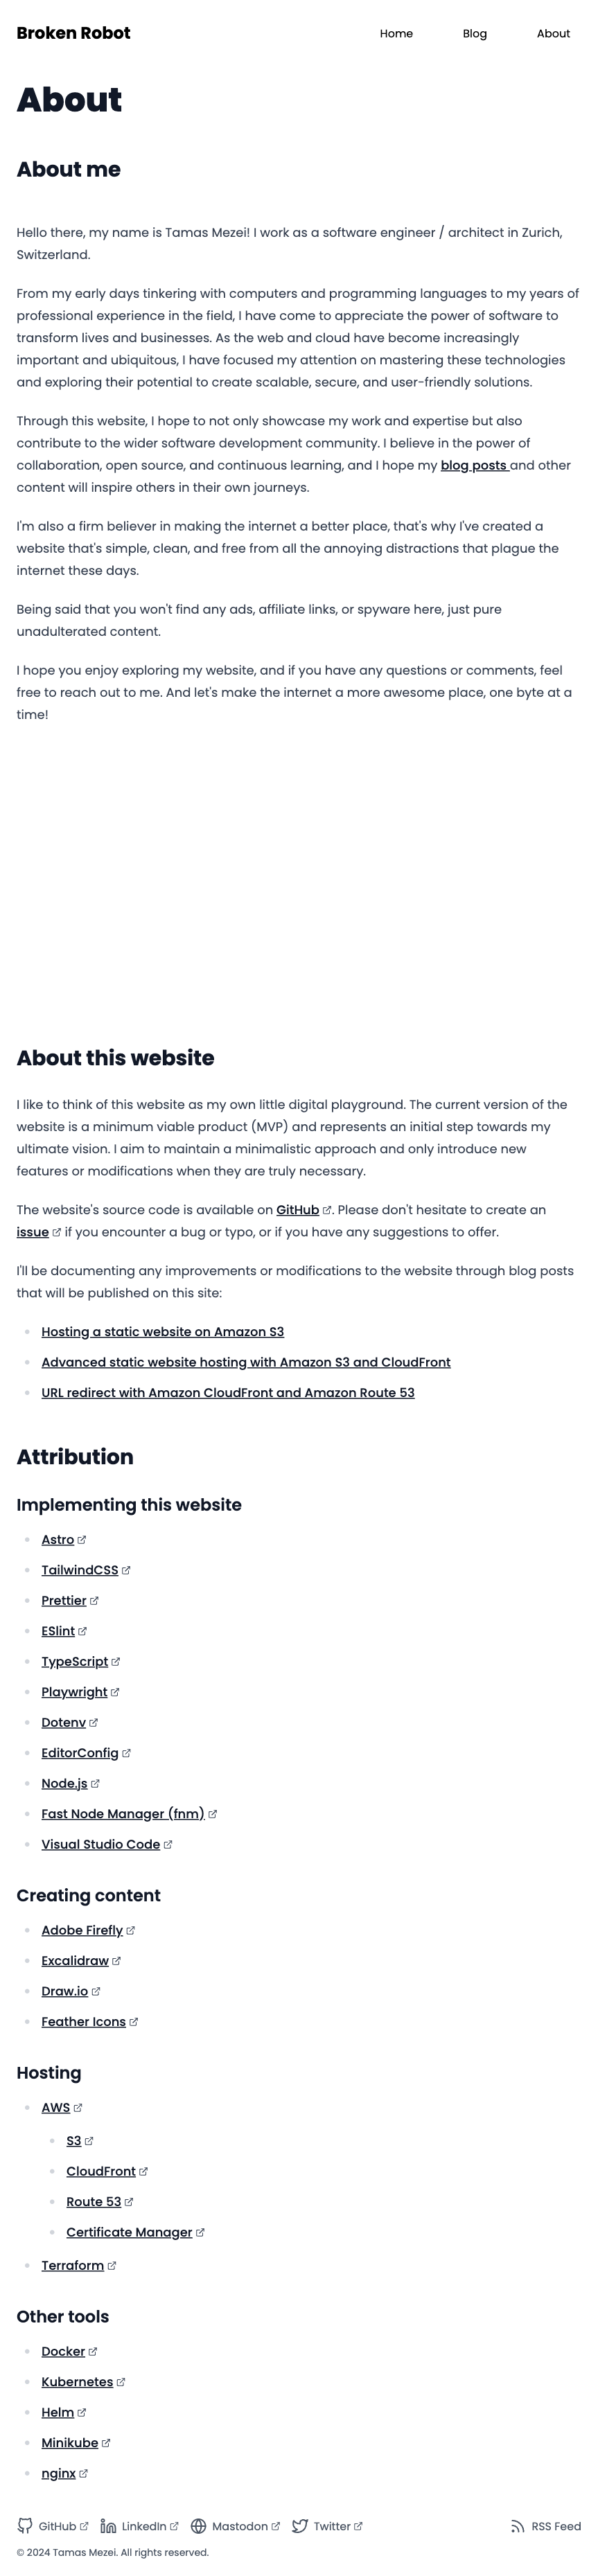 Broken Robot
Home
Blog
About
About
About me
Hello there, my name is Tamas Mezei! I work as a software engineer / architect in Zurich,
Switzerland.
From my early days tinkering with computers and programming languages to my years of
professional experience in the field, I have come to appreciate the power of software to
transform lives and businesses. As the web and cloud have become increasingly
important and ubiquitous, I have focused my attention on mastering these technologies
and exploring their potential to create scalable, secure, and user-friendly solutions.
Through this website, I hope to not only showcase my work and expertise but also
contribute to the wider software development community. I believe in the power of
collaboration, open source, and continuous learning, and I hope my blog posts and other
content will inspire others in their own journeys.
I'm also a firm believer in making the internet a better place, that's why I've created a
website that's simple, clean, and free from all the annoying distractions that plague the
internet these days.
Being said that you won't find any ads, affiliate links, or spyware here, just pure
unadulterated content.
I hope you enjoy exploring my website, and if you have any questions or comments, feel
free to reach out to me. And let's make the internet a more awesome place, one byte at a
time!
About this website
I like to think of this website as my own little digital playground. The current version of the
website is a minimum viable product (MVP) and represents an initial step towards my
ultimate vision. I aim to maintain a minimalistic approach and only introduce new
features or modifications when they are truly necessary.
The website's source code is available on GitHub. Please don't hesitate to create an
issue if you encounter a bug or typo, or if you have any suggestions to offer.
I'll be documenting any improvements or modifications to the website through blog posts
that will be published on this site:
Hosting a static website on Amazon S3
Advanced static website hosting with Amazon S3 and CloudFront
URL redirect with Amazon CloudFront and Amazon Route 53
Attribution
Implementing this website
Astro
TailwindCSS
Prettier
ESlint
TypeScript
Playwright
Dotenv
EditorConfig
Node.js
Fast Node Manager (fnm)
Visual Studio Code
Creating content
Adobe Firefly
Excalidraw
Draw.io
Feather Icons
Hosting
AWS
S3
CloudFront
Route 53
Certificate Manager
Terraform
Other tools
Docker
Kubernetes
Helm
Minikube
nginx
GitHub
LinkedIn
Mastodon
Twitter
RSS Feed
© 2024 Tamas Mezei. All rights reserved.